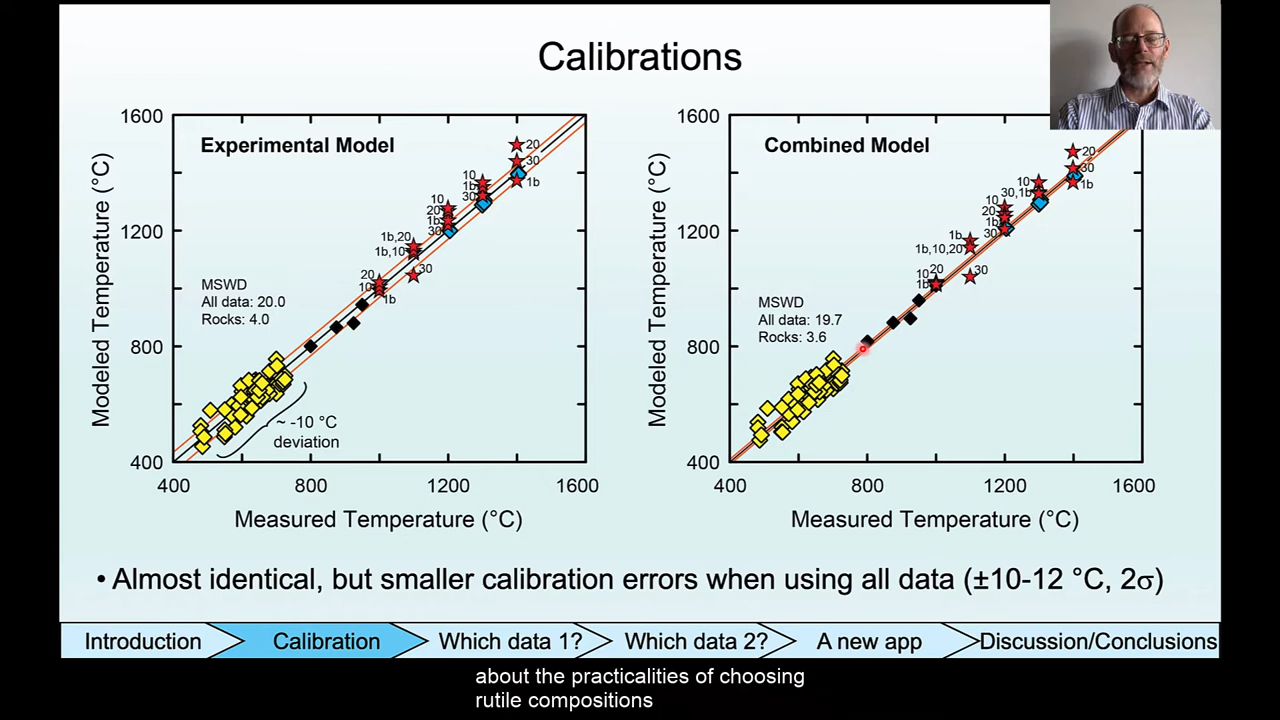 Calibrations
Experimental Model
Modeled Temperature (°C)
1600
1200
800
400
MSWD
All data: 20.0
Rocks: 4.0
20
30
1b
10
1b
30
10
20
1b
30
1b,20
1b,10
30
20
10
1b
~ -10 °C
deviation
400
800
1200
1600
Measured Temperature (°C)
Combined Model
Modeled Temperature (°C)
1600
1200
800
400
MSWD
All data: 19.7
Rocks: 3.6
20
30
1b
10
30,1b
10
20
1b
30
1b
1b,10,20
30
20
10
1b
400
800
1200
1600
Measured Temperature (°C)
• Almost identical, but smaller calibration errors when using all data (±10-12 °C, 2σ)
Introduction
Calibration
Which data 1?
Which data 2?
A new app
Discussion/Conclusions
about the practicalities of choosing
rutile compositions